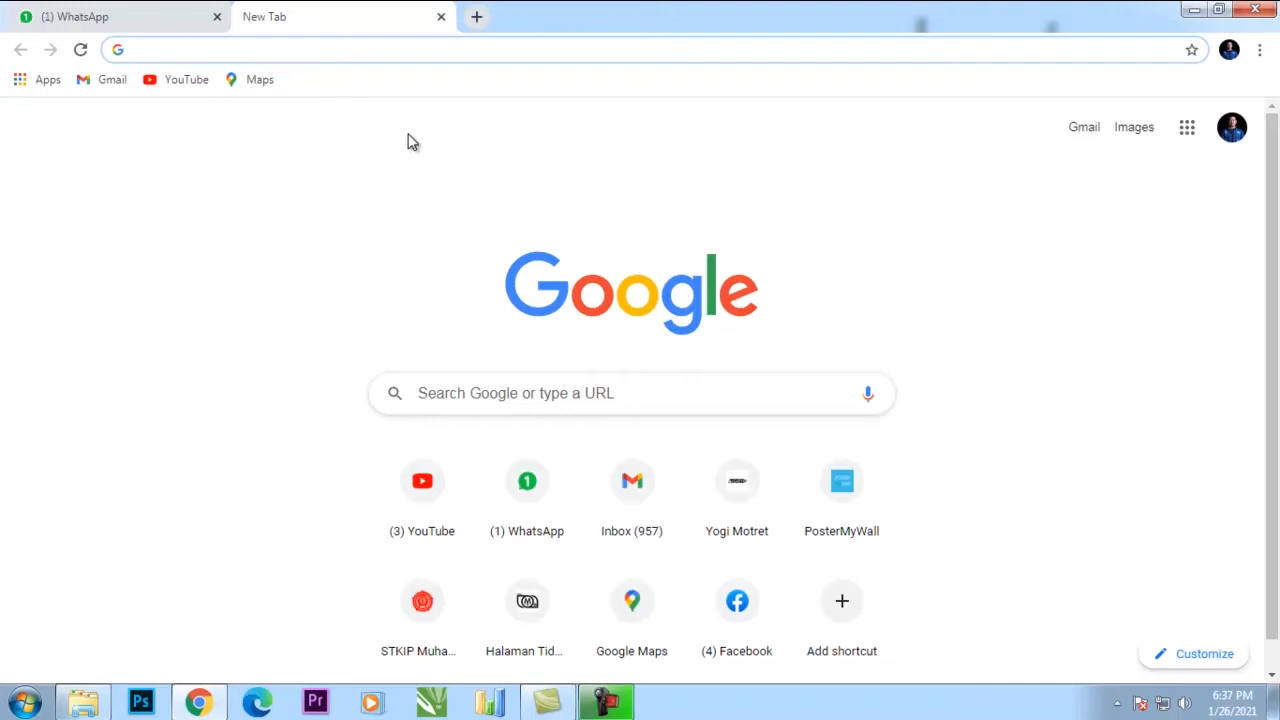 (1) WhatsApp
New Tab
Apps Gmail YouTube Maps
Gmail Images
Google
Search Google or type a URL
(3) YouTube (1) WhatsApp Inbox (957) Yogi Motret PosterMyWall
STKIP Muha... Halaman Tid... Google Maps (4) Facebook Add shortcut
Customize
Ps Pr
6:37 PM
1/26/2021